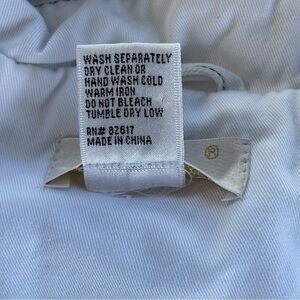 WASH SEPARATELY
DRY CLEAN OR
HAND WASH COLD
WARM IRON
DO NOT BLEACH
TUMBLE DRY LOW
RN# 82617
MADE IN CHINA
®